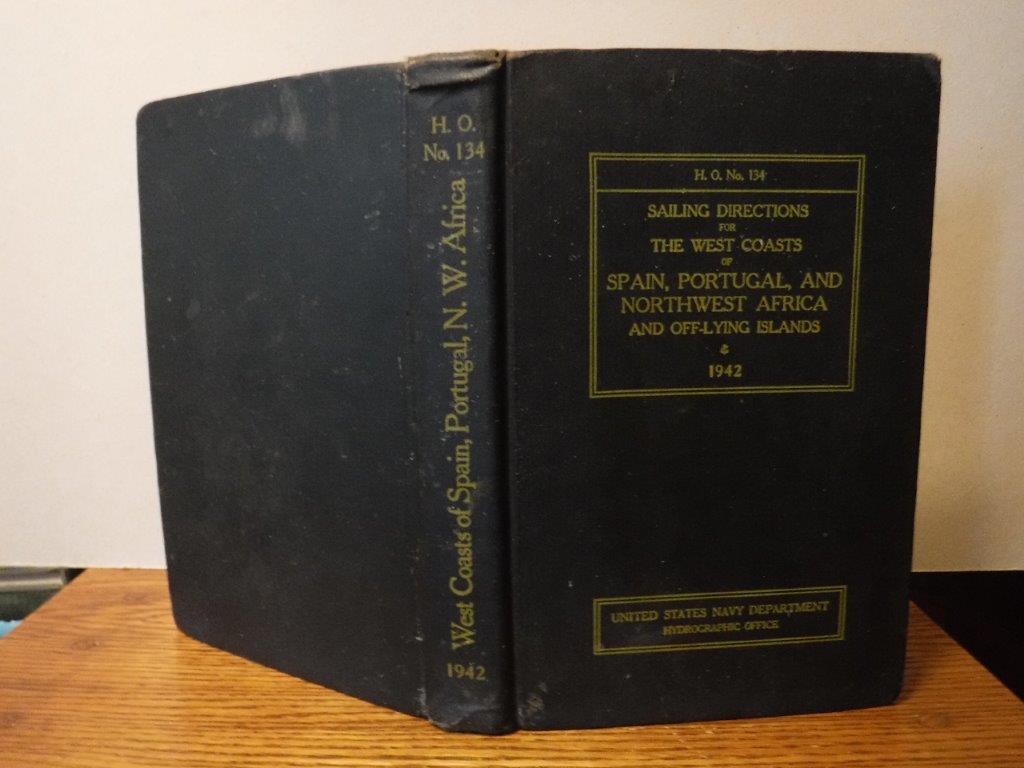 H. O.
No. 134
West Coasts of Spain, Portugal, N. W. Africa
1942
H. O. No. 134
SAILING DIRECTIONS
FOR
THE WEST COASTS
OF
SPAIN, PORTUGAL, AND
NORTHWEST AFRICA
AND OFF-LYING ISLANDS
1942
UNITED STATES NAVY DEPARTMENT
HYDROGRAPHIC OFFICE